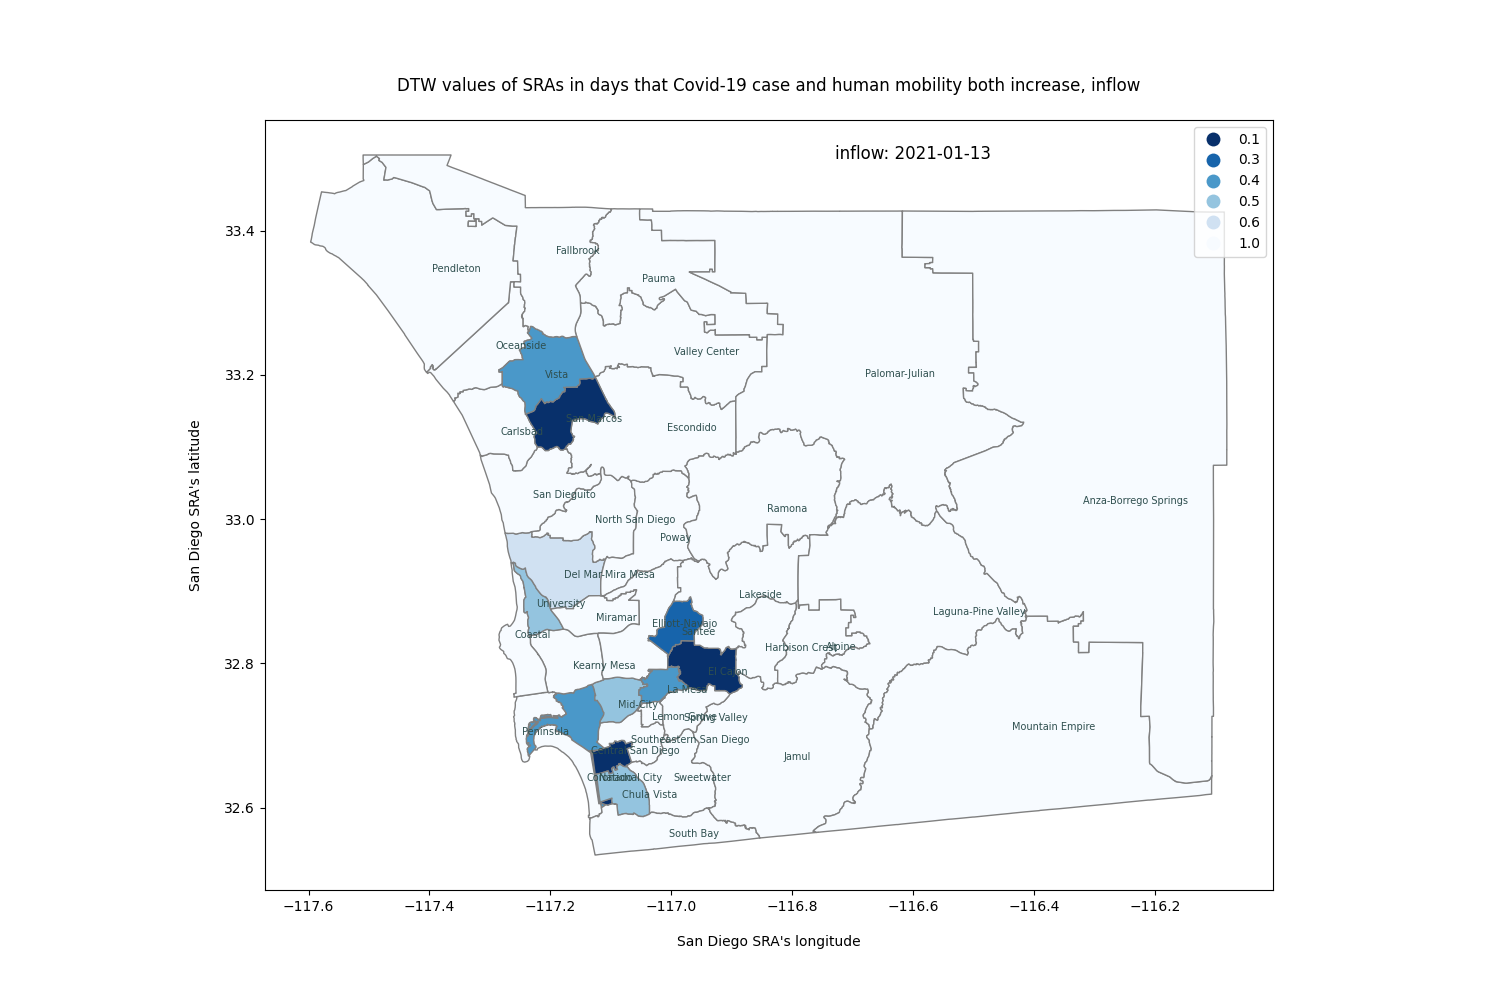 DTW values of SRAs in days that Covid-19 case and human mobility both increase, inflow
inflow: 2021-01-13
0.1
0.3
0.4
0.5
0.6
1.0
33.4
33.2
33.0
32.8
32.6
San Diego SRA's latitude
Fallbrook
Pendleton
Pauma
Oceanside
Valley Center
Vista
Palomar-Julian
San Marcos
Escondido
Carlsbad
San Dieguito
Anza-Borrego Springs
Ramona
North San Diego
Poway
Del Mar-Mira Mesa
Lakeside
University
Laguna-Pine Valley
Miramar
Elliott-Navajo
Santee
Coastal
Harbison Crest
Alpine
Kearny Mesa
El Cajon
La Mesa
Mid-City
Lemon Grove
Spring Valley
Mountain Empire
Peninsula
Southeastern San Diego
Central San Diego
Jamul
Coronado
National City
Sweetwater
Chula Vista
South Bay
−117.6
−117.4
−117.2
−117.0
−116.8
−116.6
−116.4
−116.2
San Diego SRA's longitude